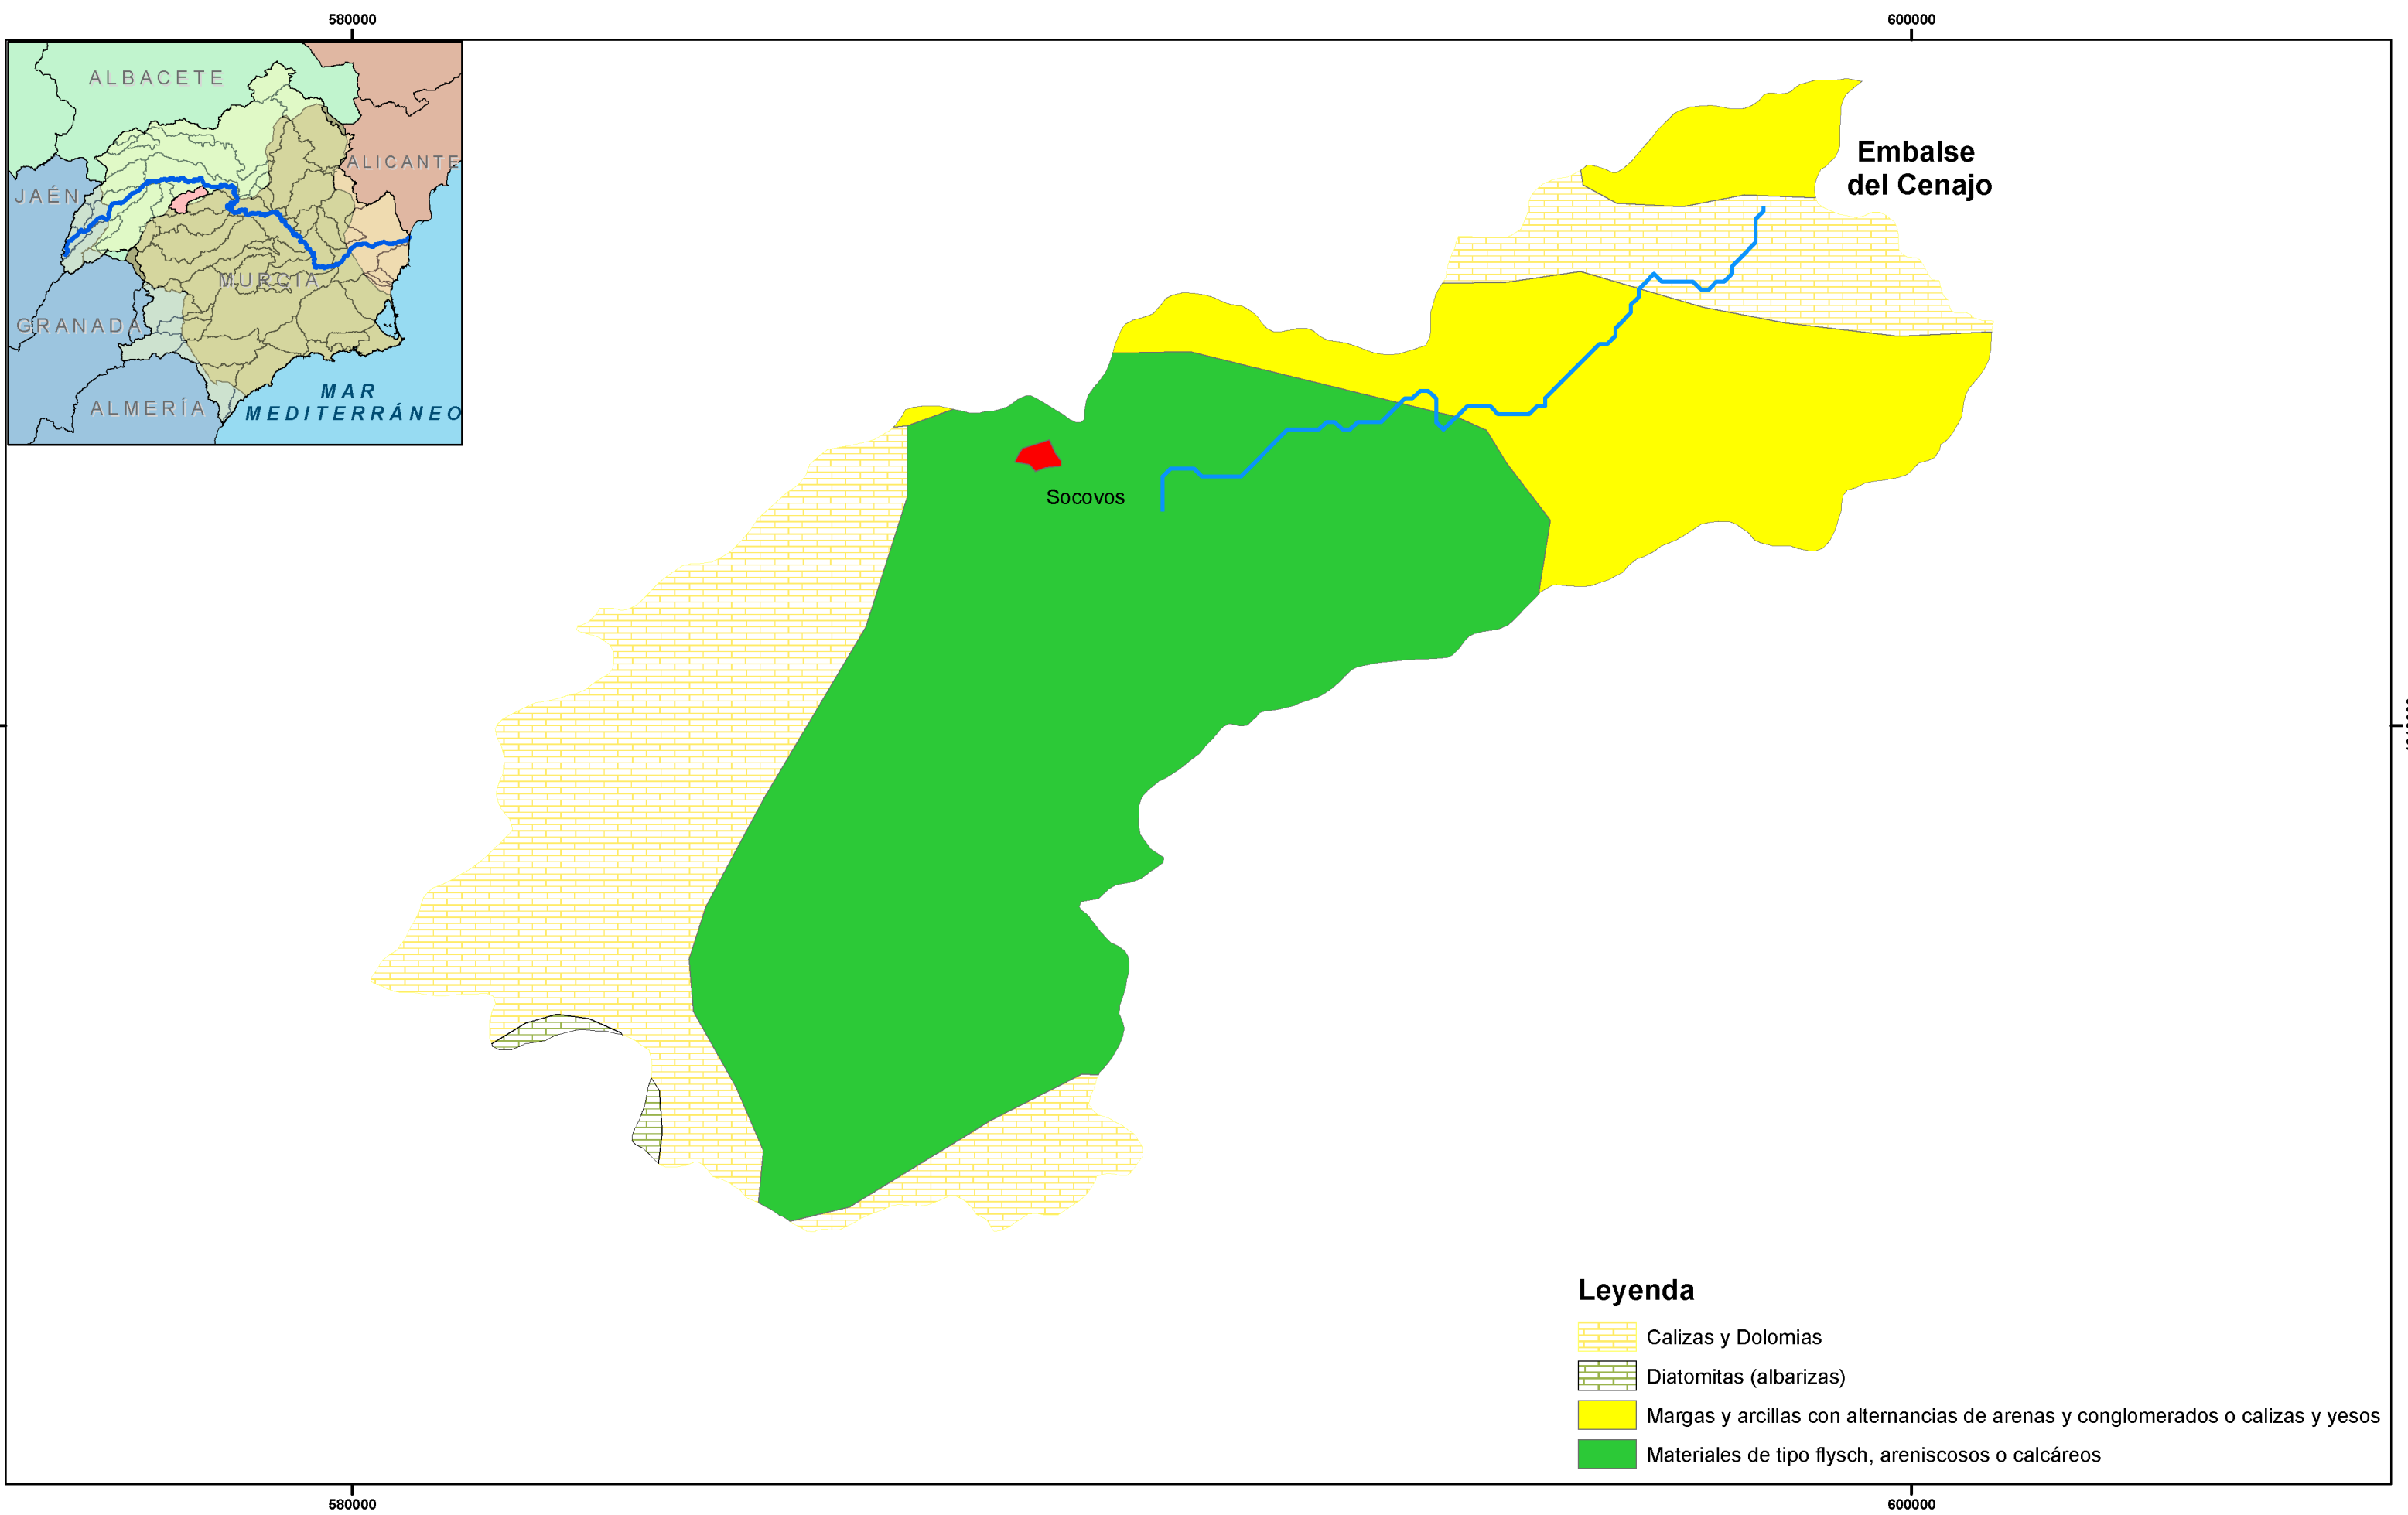 580000
600000
ALBACETE
ALICANTE
JAÉN
MURCIA
GRANADA
ALMERÍA
MAR
MEDITERRÁNEO
Embalse
del Cenajo
Socovos
Leyenda
Calizas y Dolomias
Diatomitas (albarizas)
Margas y arcillas con alternancias de arenas y conglomerados o calizas y yesos
Materiales de tipo flysch, areniscosos o calcáreos
580000
600000